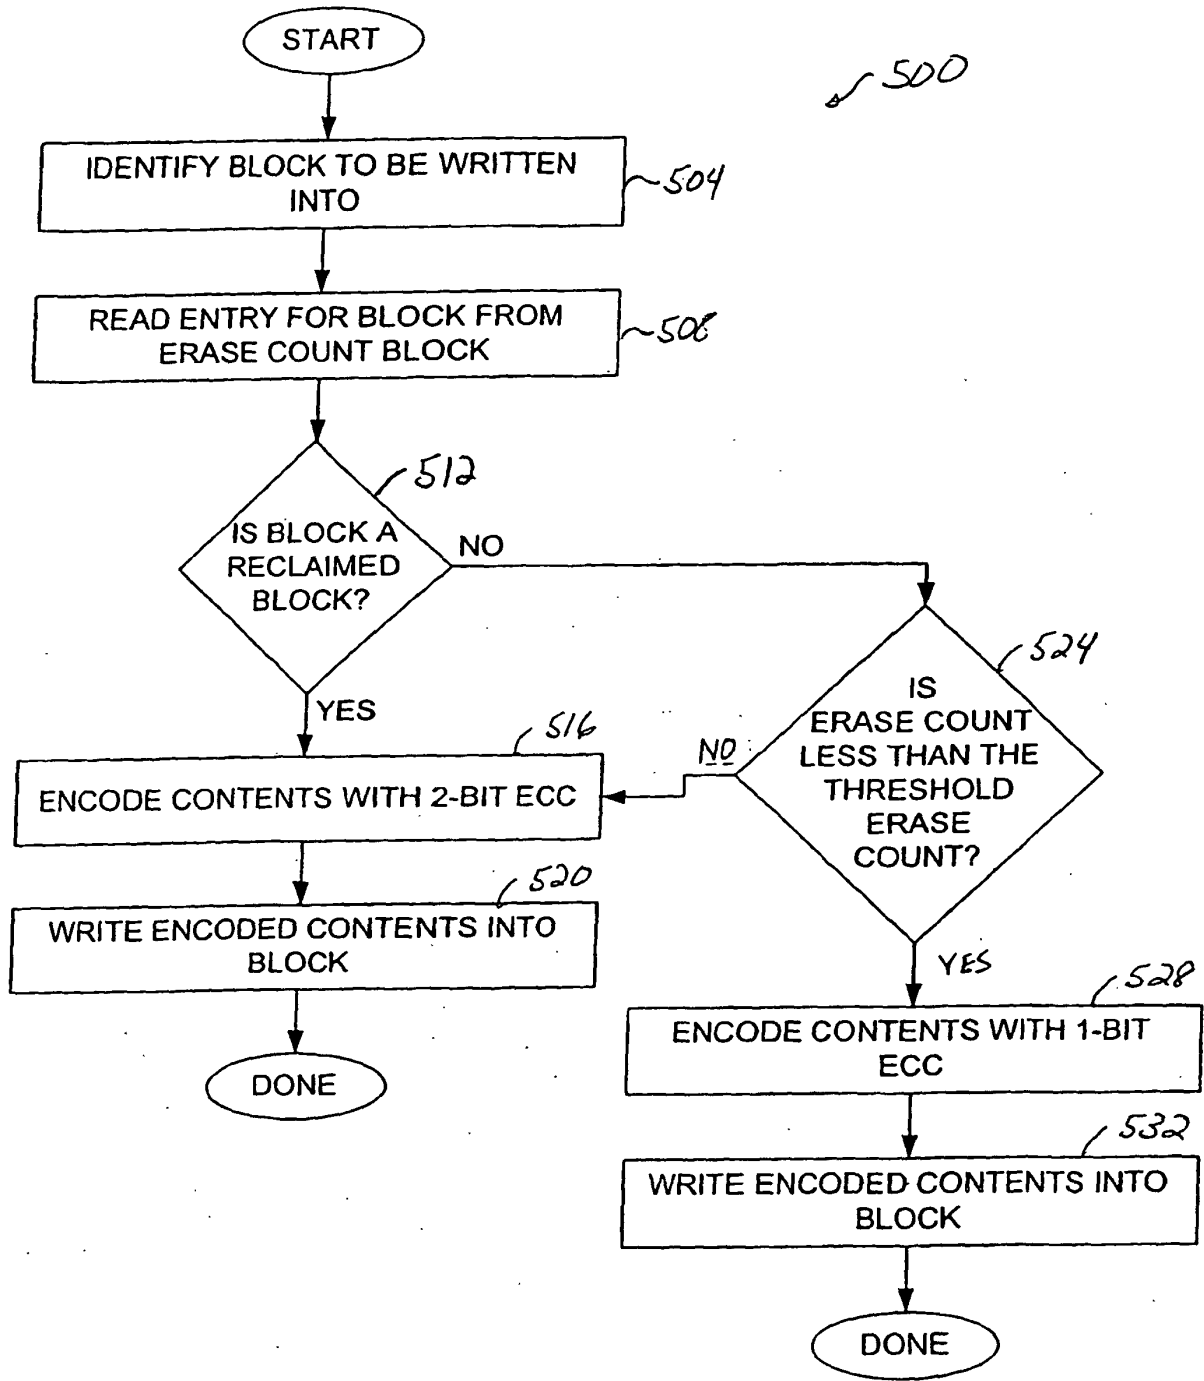 START
500
IDENTIFY BLOCK TO BE WRITTEN
INTO
504
READ ENTRY FOR BLOCK FROM
ERASE COUNT BLOCK
508
512
IS BLOCK A
RECLAIMED
BLOCK?
NO
YES
524
IS
ERASE COUNT
LESS THAN THE
THRESHOLD
ERASE
COUNT?
NO
516
ENCODE CONTENTS WITH 2-BIT ECC
520
WRITE ENCODED CONTENTS INTO
BLOCK
DONE
YES
528
ENCODE CONTENTS WITH 1-BIT
ECC
532
WRITE ENCODED CONTENTS INTO
BLOCK
DONE